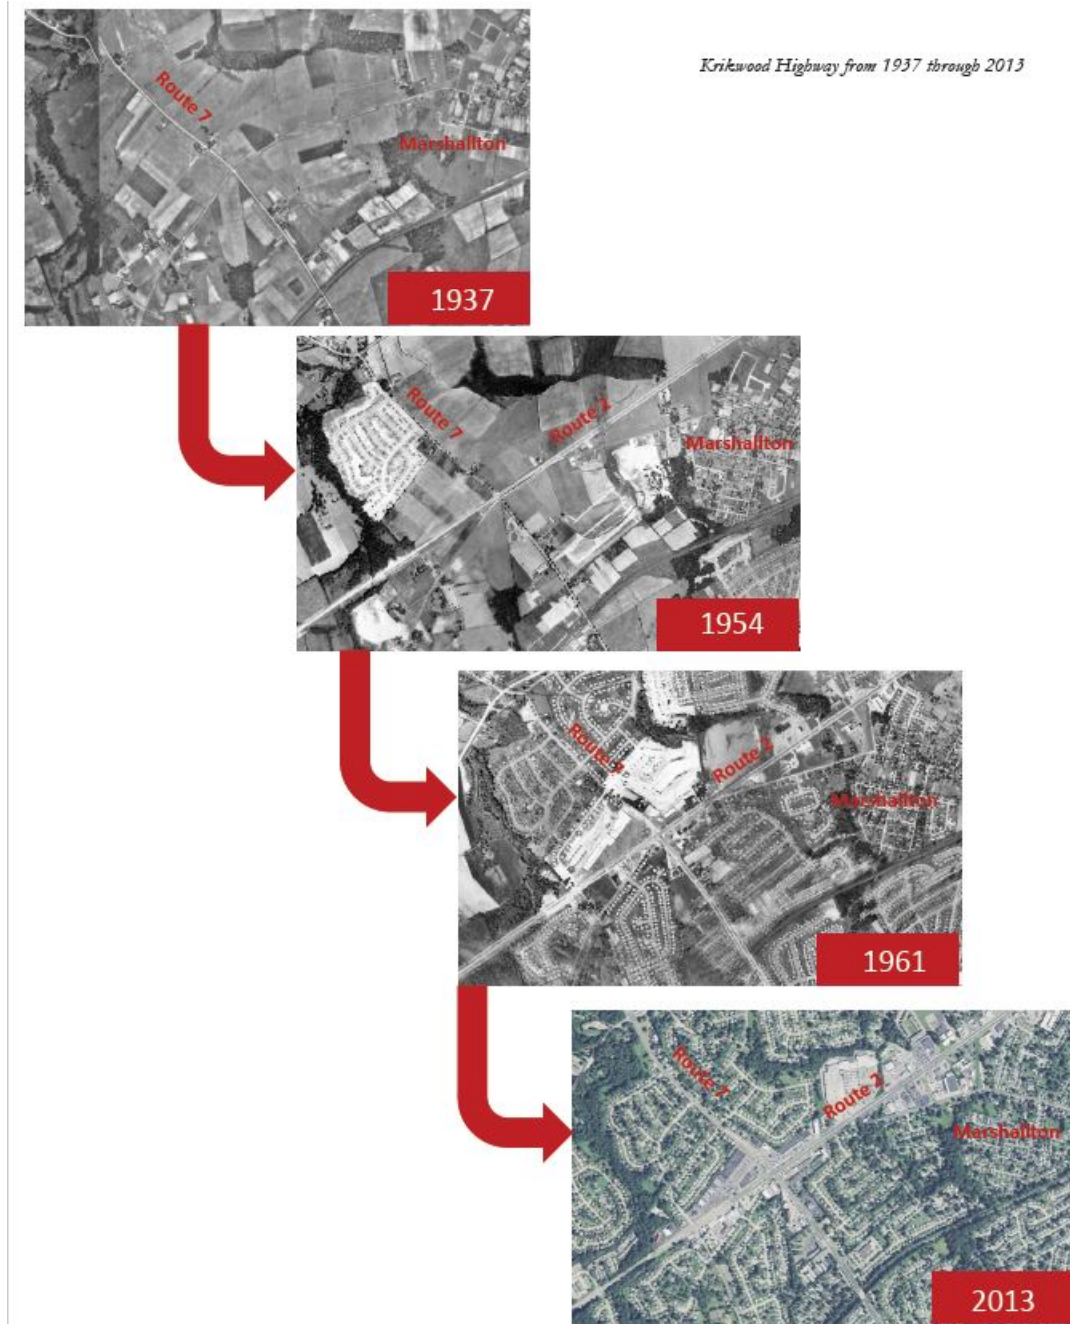 Krikwood Highway from 1937 through 2013
Route 7
Marshallton
1937
Route 7
Route 2
Marshallton
1954
Route 7
Route 2
Marshallton
1961
Route 7
Route 2
Marshallton
2013